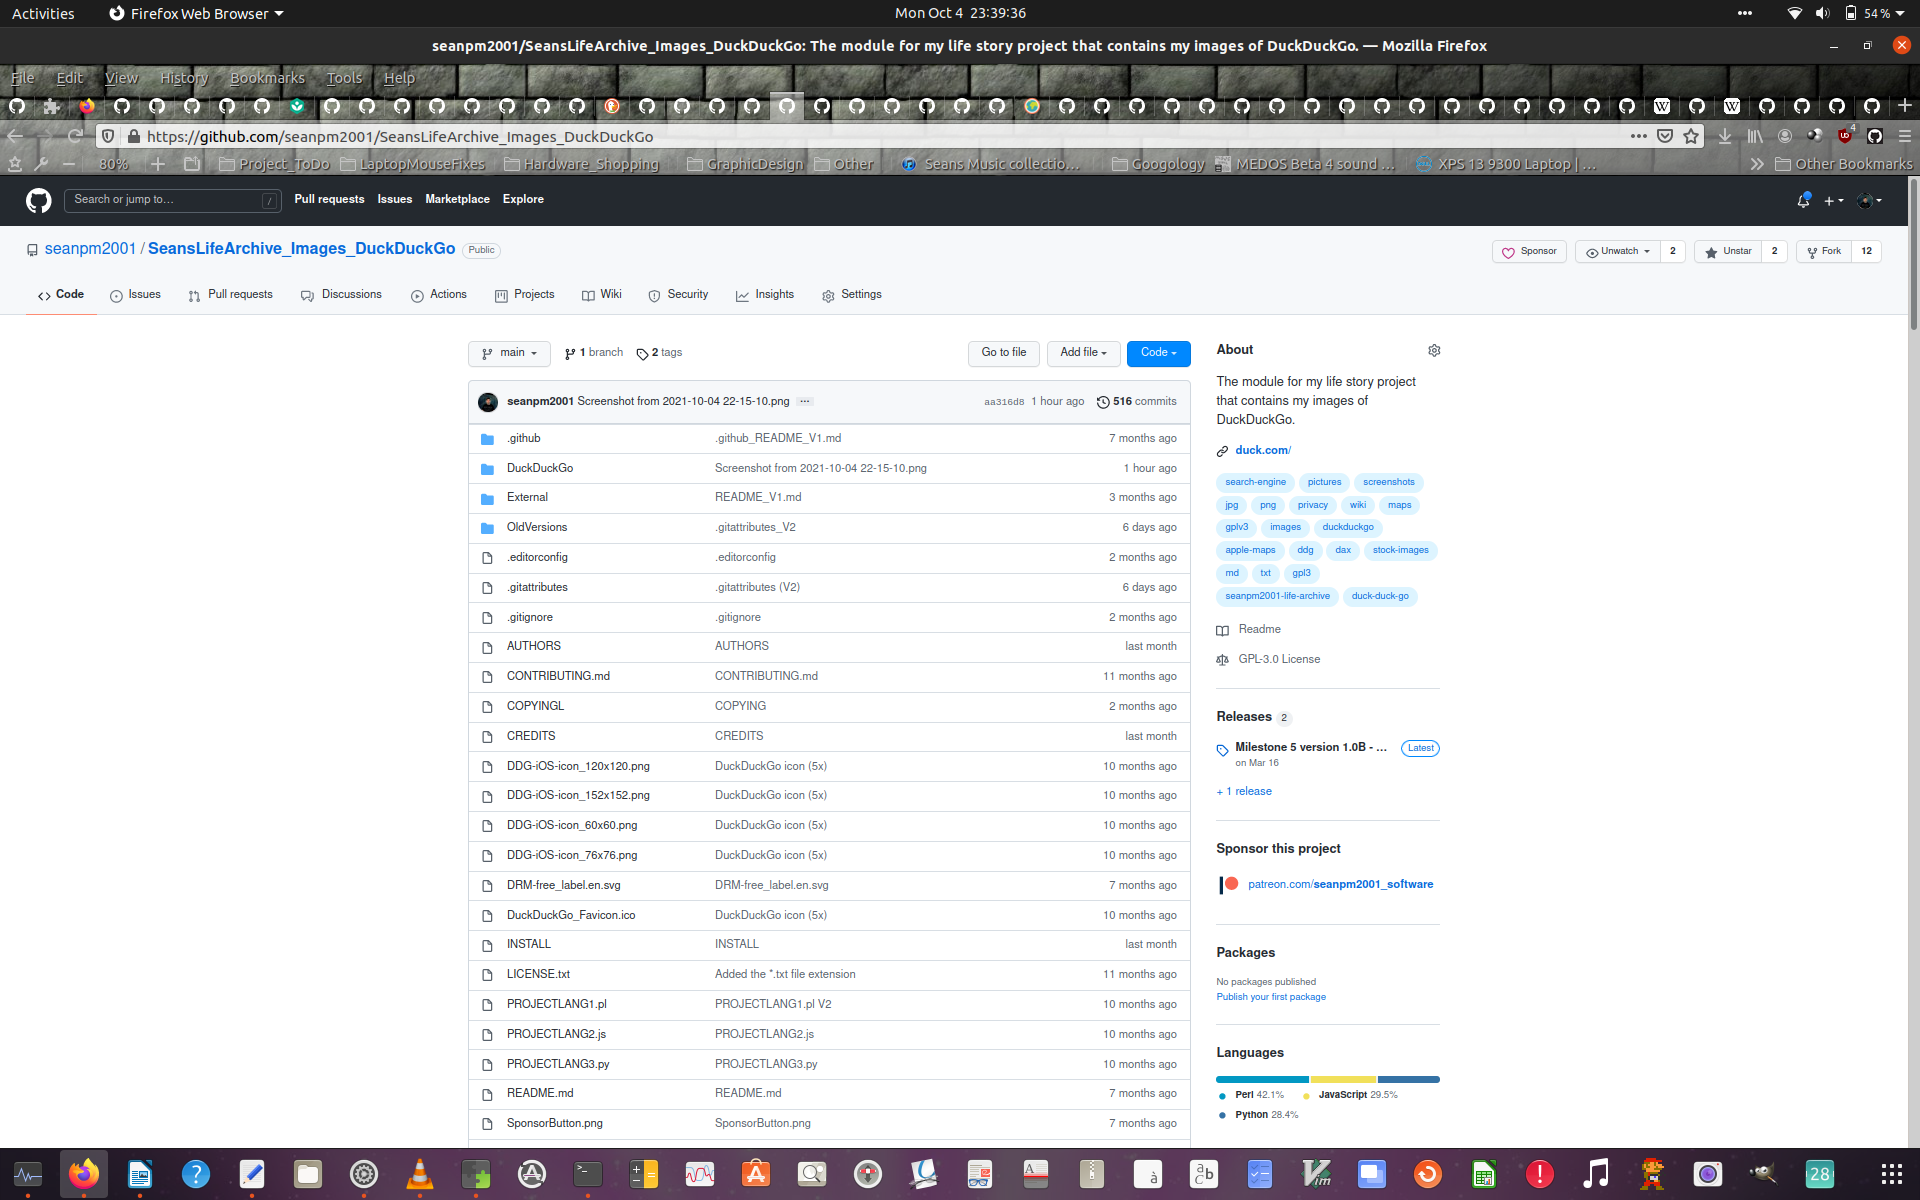 Activities
Firefox Web Browser
Mon Oct 4 23:39:36
54 %
seanpm2001/SeansLifeArchive_Images_DuckDuckGo: The module for my life story project that contains my images of DuckDuckGo. — Mozilla Firefox
File Edit View History Bookmarks Tools Help
https://github.com/seanpm2001/SeansLifeArchive_Images_DuckDuckGo
4
80%
Project_ToDo
LaptopMouseFixes
Hardware_Shopping
GraphicDesign
Other
Seans Music collectio…
Googology
MEDOS Beta 4 sound …
XPS 13 9300 Laptop | …
Other Bookmarks
Search or jump to…
/
Pull requests
Issues
Marketplace
Explore
seanpm2001 / SeansLifeArchive_Images_DuckDuckGo
Public
Sponsor
Unwatch 2
Unstar 2
Fork 12
Code
Issues
Pull requests
Discussions
Actions
Projects
Wiki
Security
Insights
Settings
main
1 branch
2 tags
Go to file
Add file
Code
seanpm2001 Screenshot from 2021-10-04 22-15-10.png ...
aa316d8 1 hour ago
516 commits
.github .github_README_V1.md 7 months ago
DuckDuckGo Screenshot from 2021-10-04 22-15-10.png 1 hour ago
External README_V1.md 3 months ago
OldVersions .gitattributes_V2 6 days ago
.editorconfig .editorconfig 2 months ago
.gitattributes .gitattributes (V2) 6 days ago
.gitignore .gitignore 2 months ago
AUTHORS AUTHORS last month
CONTRIBUTING.md CONTRIBUTING.md 11 months ago
COPYINGL COPYING 2 months ago
CREDITS CREDITS last month
DDG-iOS-icon_120x120.png DuckDuckGo icon (5x) 10 months ago
DDG-iOS-icon_152x152.png DuckDuckGo icon (5x) 10 months ago
DDG-iOS-icon_60x60.png DuckDuckGo icon (5x) 10 months ago
DDG-iOS-icon_76x76.png DuckDuckGo icon (5x) 10 months ago
DRM-free_label.en.svg DRM-free_label.en.svg 7 months ago
DuckDuckGo_Favicon.ico DuckDuckGo icon (5x) 10 months ago
INSTALL INSTALL last month
LICENSE.txt Added the *.txt file extension 11 months ago
PROJECTLANG1.pl PROJECTLANG1.pl V2 10 months ago
PROJECTLANG2.js PROJECTLANG2.js 10 months ago
PROJECTLANG3.py PROJECTLANG3.py 10 months ago
README.md README.md 7 months ago
SponsorButton.png SponsorButton.png 7 months ago
About
The module for my life story project
that contains my images of
DuckDuckGo.
duck.com/
search-engine pictures screenshots
jpg png privacy wiki maps
gplv3 images duckduckgo
apple-maps ddg dax stock-images
md txt gpl3
seanpm2001-life-archive duck-duck-go
Readme
GPL-3.0 License
Releases 2
Milestone 5 version 1.0B - ... Latest
on Mar 16
+ 1 release
Sponsor this project
patreon.com/seanpm2001_software
Packages
No packages published
Publish your first package
Languages
Perl 42.1% JavaScript 29.5%
Python 28.4%
28